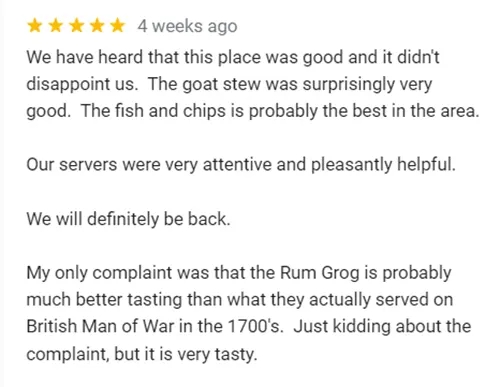 4 weeks ago
We have heard that this place was good and it didn't
disappoint us.  The goat stew was surprisingly very
good.  The fish and chips is probably the best in the area.
Our servers were very attentive and pleasantly helpful.
We will definitely be back.
My only complaint was that the Rum Grog is probably
much better tasting than what they actually served on
British Man of War in the 1700's.  Just kidding about the
complaint, but it is very tasty.